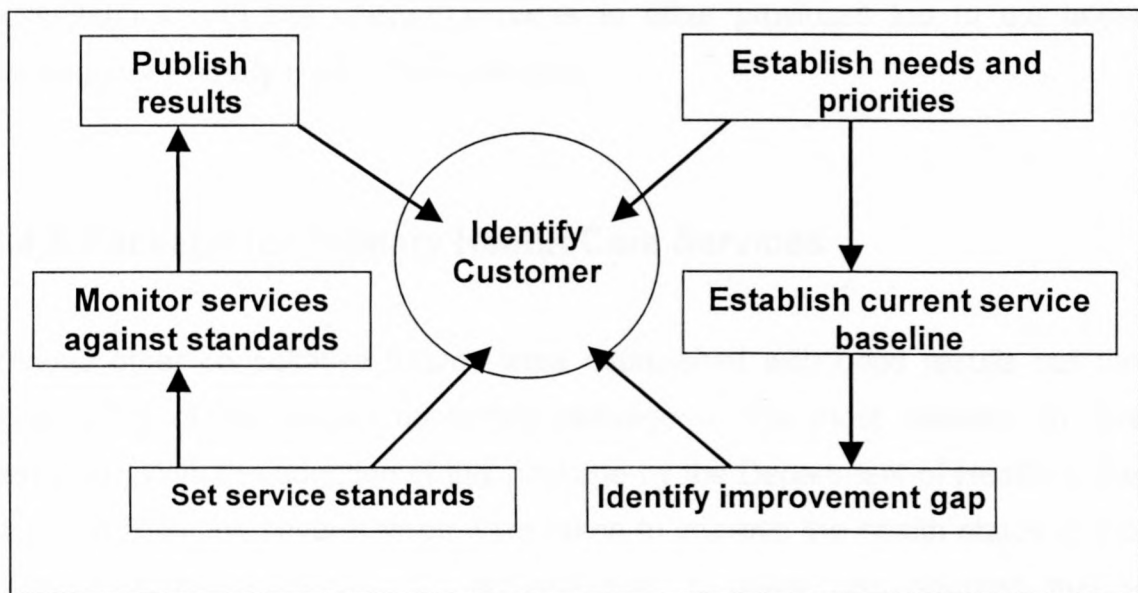 Publish
results
Establish needs and
priorities
Identify
Customer
Monitor services
against standards
Establish current service
baseline
Set service standards
Identify improvement gap